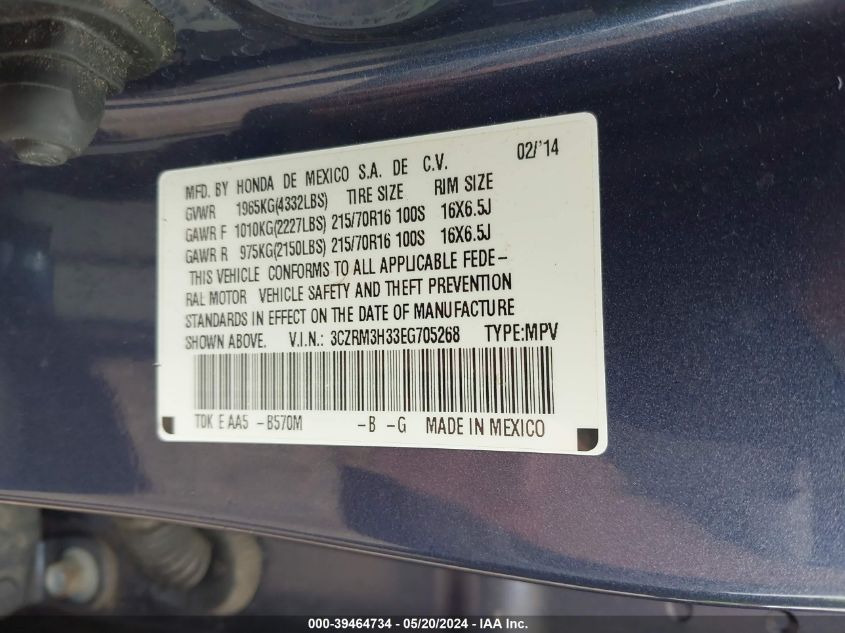 MFD. BY HONDA DE MEXICO S.A. DE C.V. 02/'14
GVWR 1965KG(4332LBS) TIRE SIZE RIM SIZE
GAWR F 1010KG(2227LBS) 215/70R16 100S 16X6.5J
GAWR R 975KG(2150LBS) 215/70R16 100S 16X6.5J
THIS VEHICLE CONFORMS TO ALL APPLICABLE FEDE-
RAL MOTOR VEHICLE SAFETY AND THEFT PREVENTION
STANDARDS IN EFFECT ON THE DATE OF MANUFACTURE
SHOWN ABOVE. V.I.N.: 3CZRM3H33EG705268 TYPE:MPV
TDK E AA5 -B570M -B -G MADE IN MEXICO
000-39464734 - 05/20/2024 - IAA Inc.